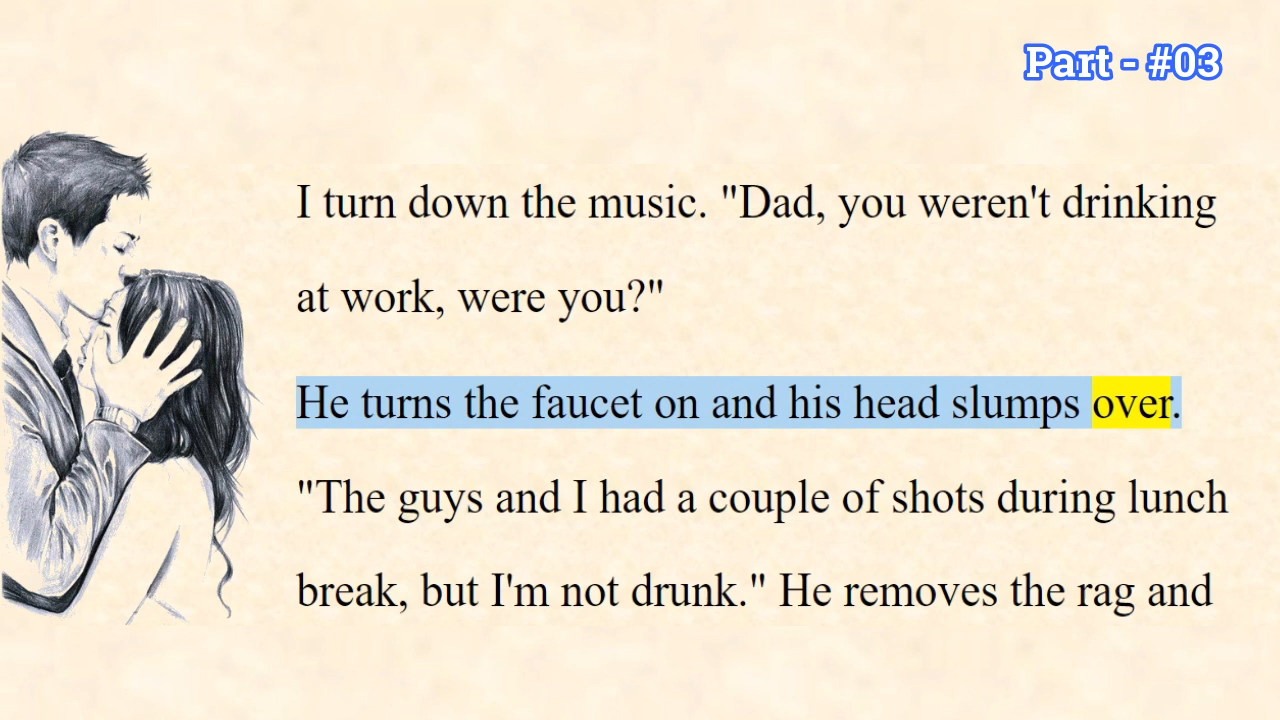 Part - #03
I turn down the music. "Dad, you weren't drinking
at work, were you?"
He turns the faucet on and his head slumps over.
"The guys and I had a couple of shots during lunch
break, but I'm not drunk." He removes the rag and